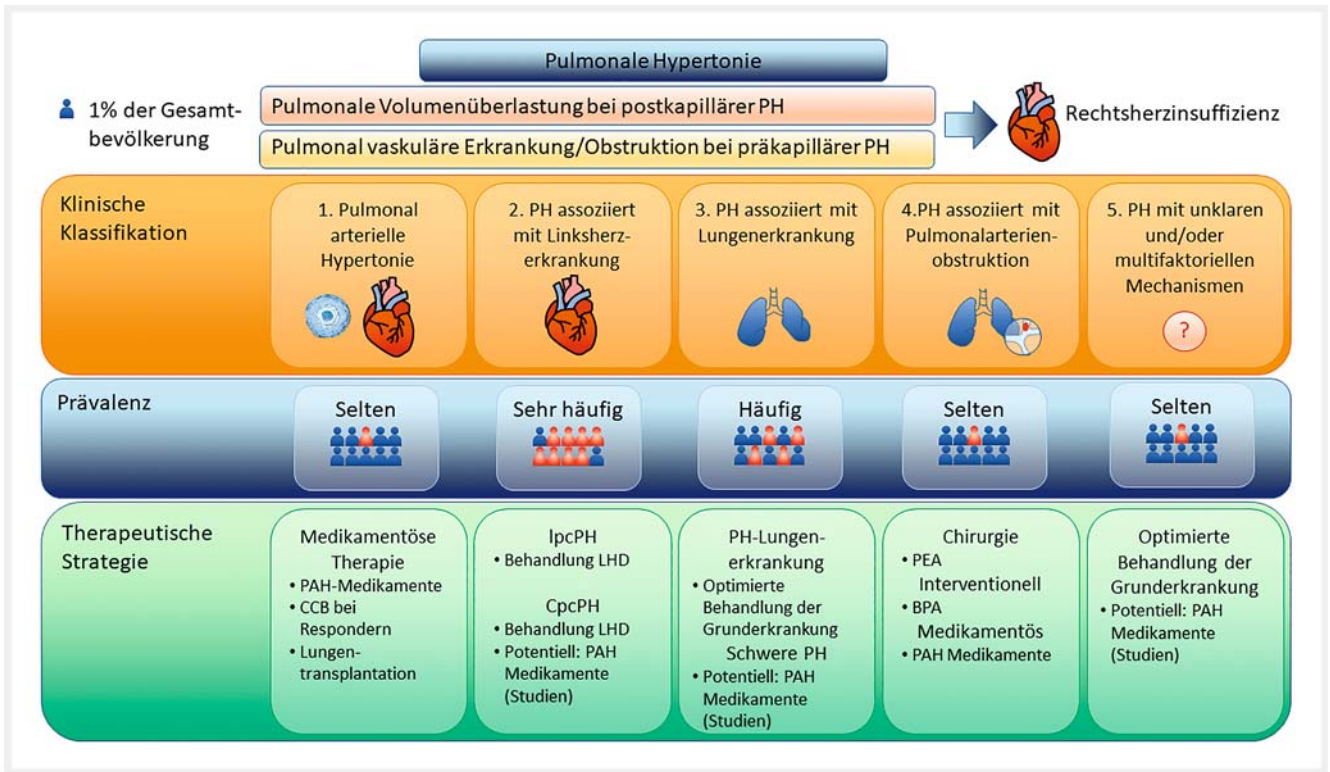 Pulmonale Hypertonie
1% der Gesamt-
bevölkerung
Pulmonale Volumenüberlastung bei postkapillärer PH
Pulmonal vaskuläre Erkrankung/Obstruktion bei präkapillärer PH
Rechtsherzinsuffizienz
Klinische
Klassifikation
1. Pulmonal
arterielle
Hypertonie
2. PH assoziiert
mit Linksherz-
erkrankung
3. PH assoziiert mit
Lungenerkrankung
4.PH assoziiert mit
Pulmonalarterien-
obstruktion
5. PH mit unklaren
und/oder
multifaktoriellen
Mechanismen
?
Prävalenz
Selten
Sehr häufig
Häufig
Selten
Selten
Therapeutische
Strategie
Medikamentöse
Therapie
• PAH-Medikamente
• CCB bei
Respondern
• Lungen-
transplantation
IpcPH
• Behandlung LHD
CpcPH
• Behandlung LHD
• Potentiell: PAH
Medikamente
(Studien)
PH-Lungen-
erkrankung
• Optimierte
Behandlung der
Grunderkrankung
Schwere PH
• Potentiell: PAH
Medikamente
(Studien)
Chirurgie
• PEA
Interventionell
• BPA
Medikamentös
• PAH Medikamente
Optimierte
Behandlung der
Grunderkrankung
• Potentiell: PAH
Medikamente
(Studien)